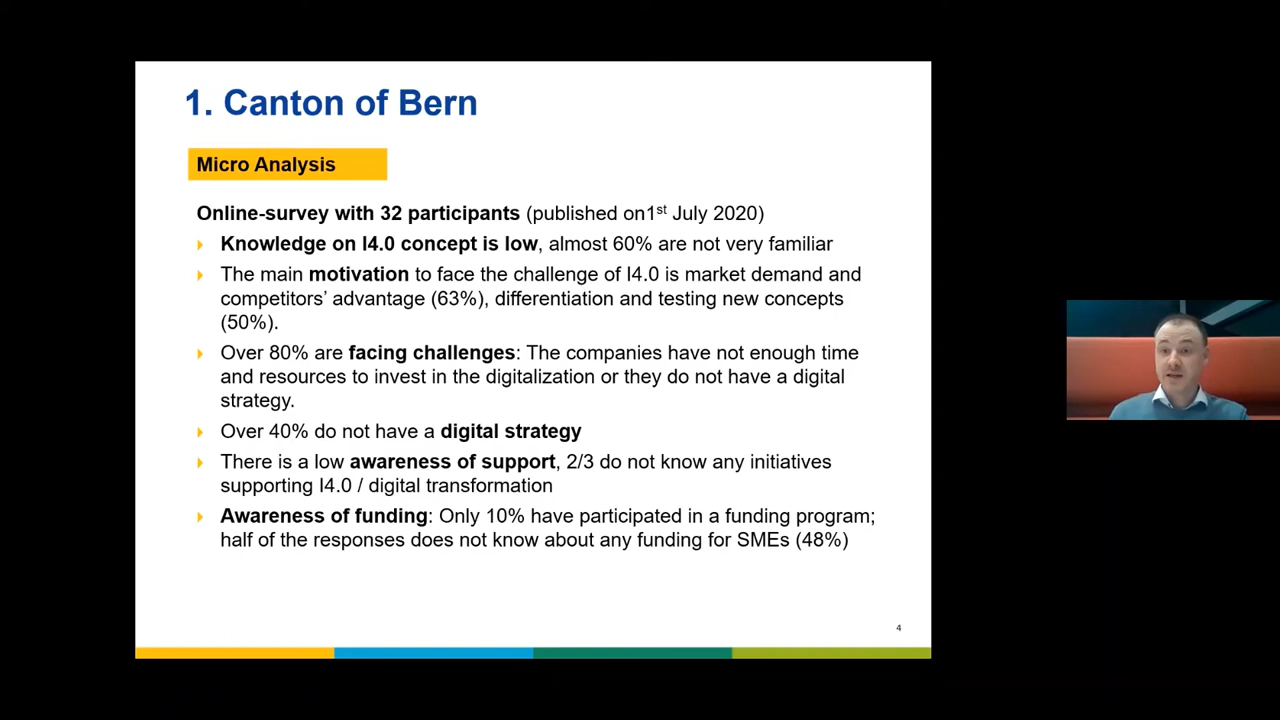 1. Canton of Bern
Micro Analysis
Online-survey with 32 participants (published on1st July 2020)
Knowledge on I4.0 concept is low, almost 60% are not very familiar
The main motivation to face the challenge of I4.0 is market demand and
competitors’ advantage (63%), differentiation and testing new concepts
(50%).
Over 80% are facing challenges: The companies have not enough time
and resources to invest in the digitalization or they do not have a digital
strategy.
Over 40% do not have a digital strategy
There is a low awareness of support, 2/3 do not know any initiatives
supporting I4.0 / digital transformation
Awareness of funding: Only 10% have participated in a funding program;
half of the responses does not know about any funding for SMEs (48%)
4